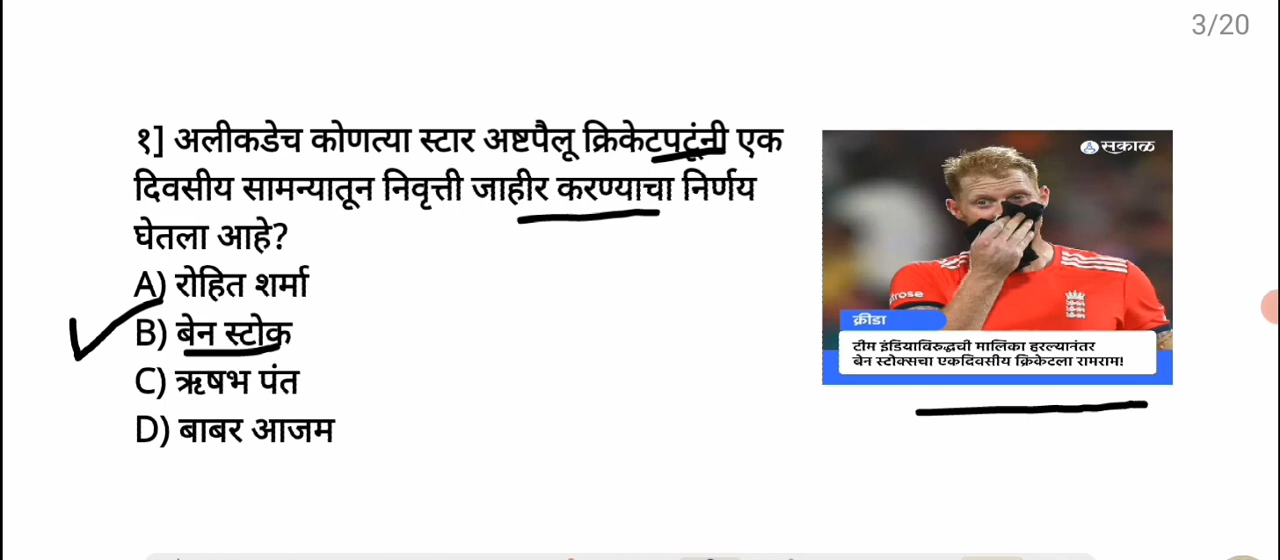 3/20
१] अलीकडेच कोणत्या स्टार अष्टपैलू क्रिकेटपटूंनी एक
दिवसीय सामन्यातून निवृत्ती जाहीर करण्याचा निर्णय
घेतला आहे?
A) रोहित शर्मा
B) बेन स्टोक
C) ऋषभ पंत
D) बाबर आजम
सकाळ
rose
क्रीडा
टीम इंडियाविरुद्धची मालिका हरल्यानंतर
बेन स्टोक्सचा एकदिवसीय क्रिकेटला रामराम!